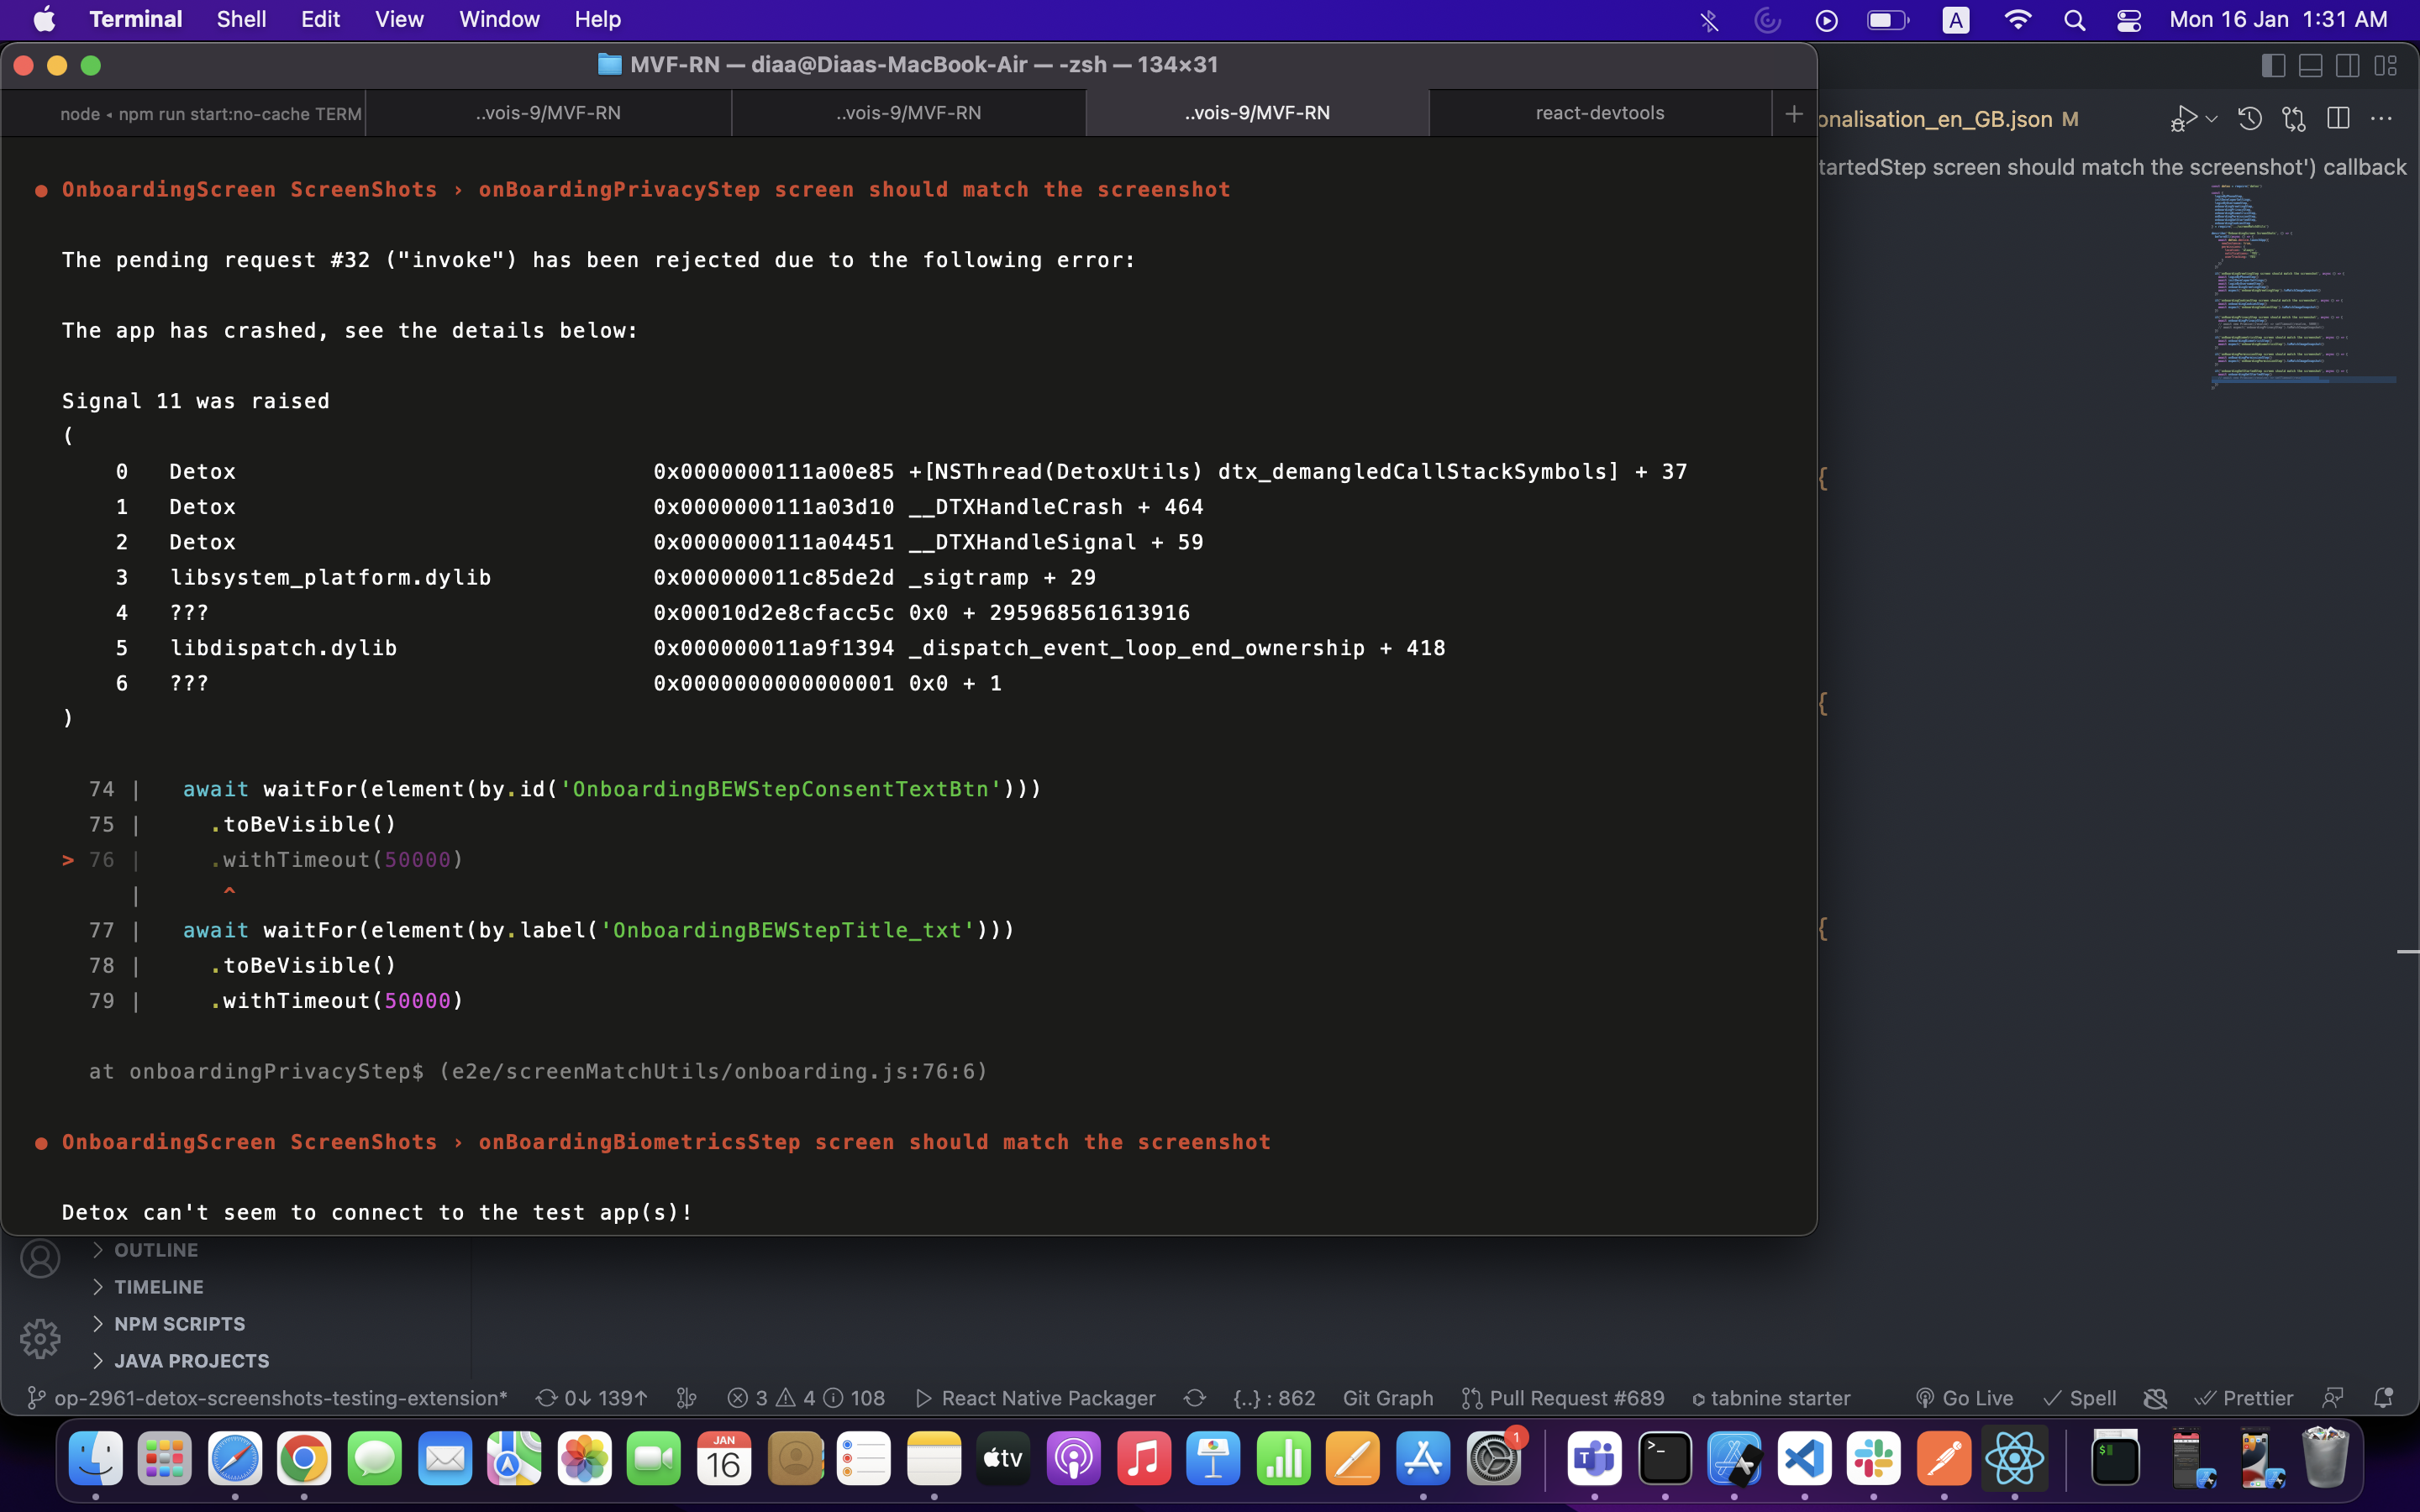 Terminal Shell Edit View Window Help
A
Mon 16 Jan 1:31 AM
MVF-RN — diaa@Diaas-MacBook-Air — -zsh — 134×31
node ◂ npm run start:no-cache TERM
..vois-9/MVF-RN
..vois-9/MVF-RN
..vois-9/MVF-RN
react-devtools
+
onalisation_en_GB.json M
tartedStep screen should match the screenshot') callback
● OnboardingScreen ScreenShots › onBoardingPrivacyStep screen should match the screenshot
The pending request #32 ("invoke") has been rejected due to the following error:
The app has crashed, see the details below:
Signal 11 was raised
(
0 Detox 0x0000000111a00e85 +[NSThread(DetoxUtils) dtx_demangledCallStackSymbols] + 37
1 Detox 0x0000000111a03d10 __DTXHandleCrash + 464
2 Detox 0x0000000111a04451 __DTXHandleSignal + 59
3 libsystem_platform.dylib 0x000000011c85de2d _sigtramp + 29
4 ??? 0x00010d2e8cfacc5c 0x0 + 295968561613916
5 libdispatch.dylib 0x000000011a9f1394 _dispatch_event_loop_end_ownership + 418
6 ??? 0x0000000000000001 0x0 + 1
)
74 | await waitFor(element(by.id('OnboardingBEWStepConsentTextBtn')))
75 | .toBeVisible()
> 76 | .withTimeout(50000)
| ^
77 | await waitFor(element(by.label('OnboardingBEWStepTitle_txt')))
78 | .toBeVisible()
79 | .withTimeout(50000)
at onboardingPrivacyStep$ (e2e/screenMatchUtils/onboarding.js:76:6)
● OnboardingScreen ScreenShots › onBoardingBiometricsStep screen should match the screenshot
Detox can't seem to connect to the test app(s)!
{
{
{
OUTLINE
TIMELINE
NPM SCRIPTS
JAVA PROJECTS
op-2961-detox-screenshots-testing-extension* 0↓ 139↑ 3 4 108 React Native Packager {..} : 862 Git Graph Pull Request #689 tabnine starter Go Live Spell Prettier
JAN
16
tv
1